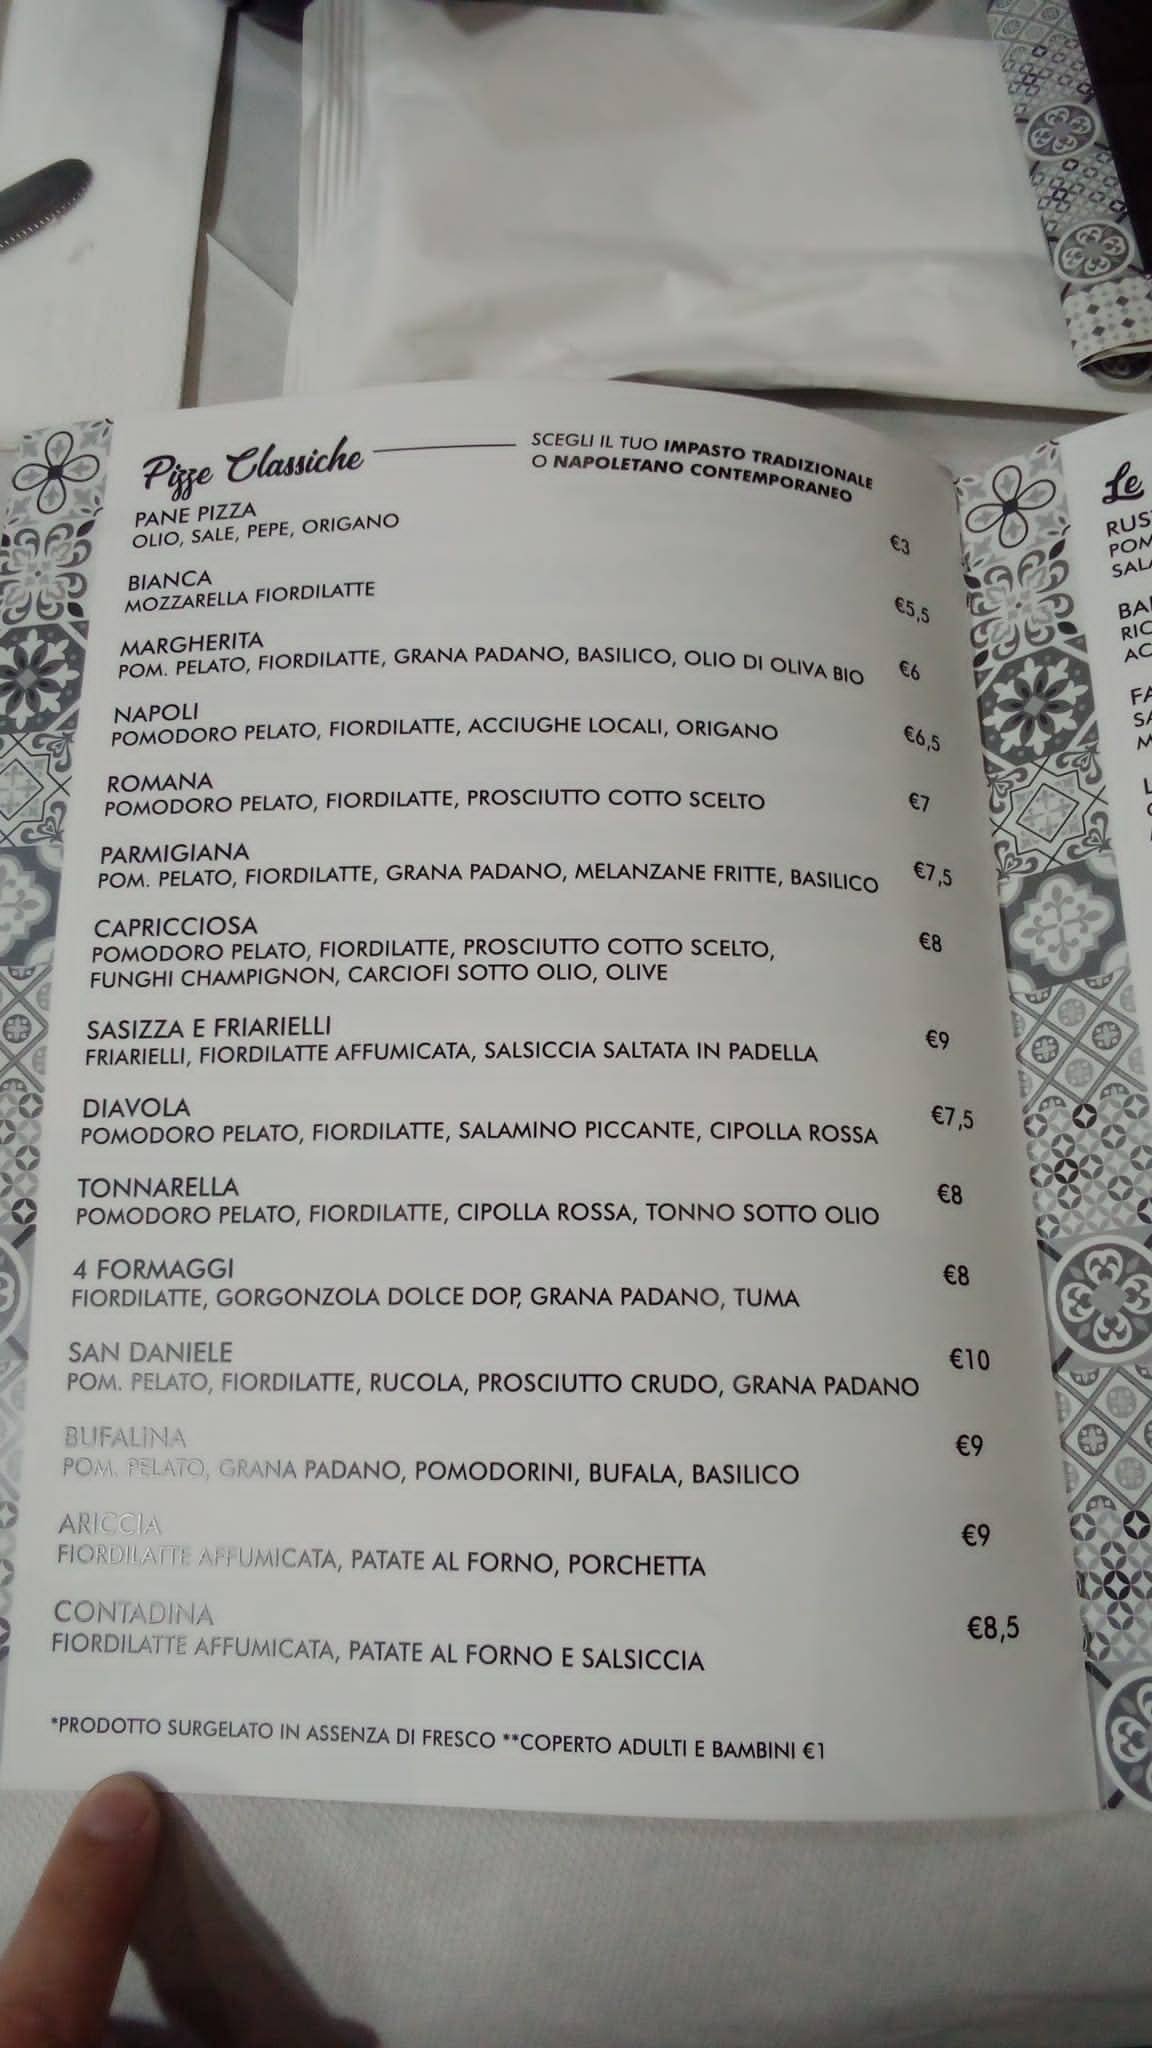 Pizze Classiche
SCEGLI IL TUO IMPASTO TRADIZIONALE
O NAPOLETANO CONTEMPORANEO
PANE PIZZA
OLIO, SALE, PEPE, ORIGANO €3
BIANCA
MOZZARELLA FIORDILATTE €5,5
MARGHERITA
POM. PELATO, FIORDILATTE, GRANA PADANO, BASILICO, OLIO DI OLIVA BIO €6
NAPOLI
POMODORO PELATO, FIORDILATTE, ACCIUGHE LOCALI, ORIGANO €6,5
ROMANA
POMODORO PELATO, FIORDILATTE, PROSCIUTTO COTTO SCELTO €7
PARMIGIANA
POM. PELATO, FIORDILATTE, GRANA PADANO, MELANZANE FRITTE, BASILICO €7,5
CAPRICCIOSA €8
POMODORO PELATO, FIORDILATTE, PROSCIUTTO COTTO SCELTO,
FUNGHI CHAMPIGNON, CARCIOFI SOTTO OLIO, OLIVE
SASIZZA E FRIARIELLI €9
FRIARIELLI, FIORDILATTE AFFUMICATA, SALSICCIA SALTATA IN PADELLA
DIAVOLA €7,5
POMODORO PELATO, FIORDILATTE, SALAMINO PICCANTE, CIPOLLA ROSSA
TONNARELLA €8
POMODORO PELATO, FIORDILATTE, CIPOLLA ROSSA, TONNO SOTTO OLIO
4 FORMAGGI €8
FIORDILATTE, GORGONZOLA DOLCE DOP, GRANA PADANO, TUMA
SAN DANIELE €10
POM. PELATO, FIORDILATTE, RUCOLA, PROSCIUTTO CRUDO, GRANA PADANO
BUFALINA €9
POM. PELATO, GRANA PADANO, POMODORINI, BUFALA, BASILICO
ARICCIA €9
FIORDILATTE AFFUMICATA, PATATE AL FORNO, PORCHETTA
CONTADINA €8,5
FIORDILATTE AFFUMICATA, PATATE AL FORNO E SALSICCIA
*PRODOTTO SURGELATO IN ASSENZA DI FRESCO **COPERTO ADULTI E BAMBINI €1
Le